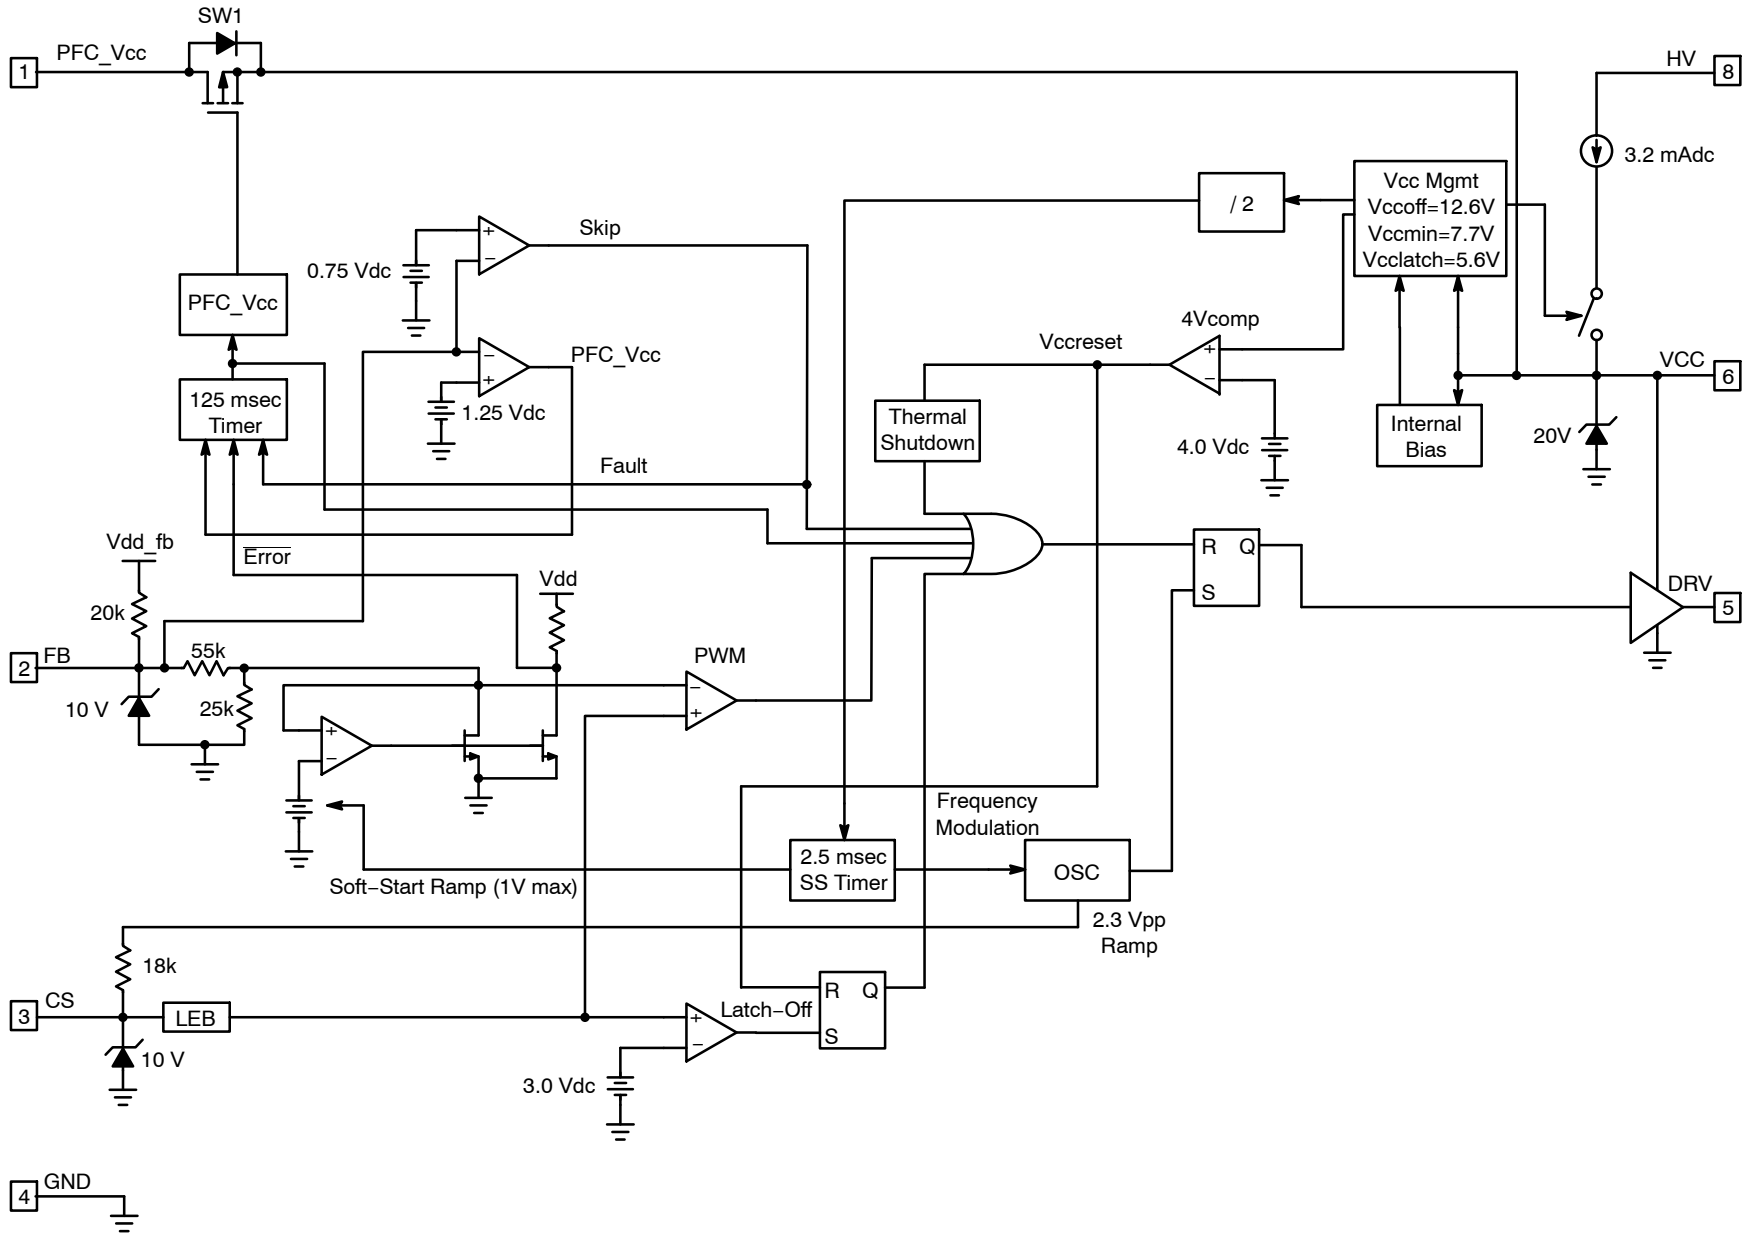 SW1
1
PFC_Vcc
HV
8
3.2 mAdc
Vcc Mgmt
Vccoff=12.6V
Vccmin=7.7V
Vcclatch=5.6V
/ 2
+
−
Skip
0.75 Vdc
PFC_Vcc
−
+
PFC_Vcc
1.25 Vdc
4Vcomp
+
−
Vccreset
VCC
6
125 msec
Timer
Thermal
Shutdown
4.0 Vdc
Internal
Bias
20V
Fault
Error
Vdd_fb
20k
Vdd
R
Q
S
DRV
5
2
FB
55k
25k
10 V
PWM
−
+
+
−
Frequency
Modulation
2.5 msec
SS Timer
OSC
Soft−Start Ramp (1V max)
2.3 Vpp
Ramp
18k
3
CS
LEB
10 V
+
−
Latch−Off
R
Q
S
3.0 Vdc
4
GND